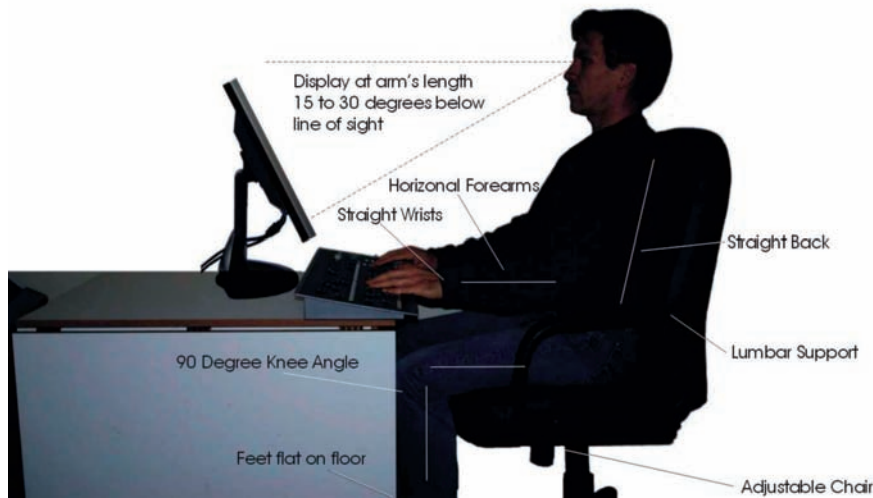 Display at arm's length
15 to 30 degrees below
line of sight
Horizonal Forearms
Straight Wrists
Straight Back
Lumbar Support
90 Degree Knee Angle
Feet flat on floor
Adjustable Chair